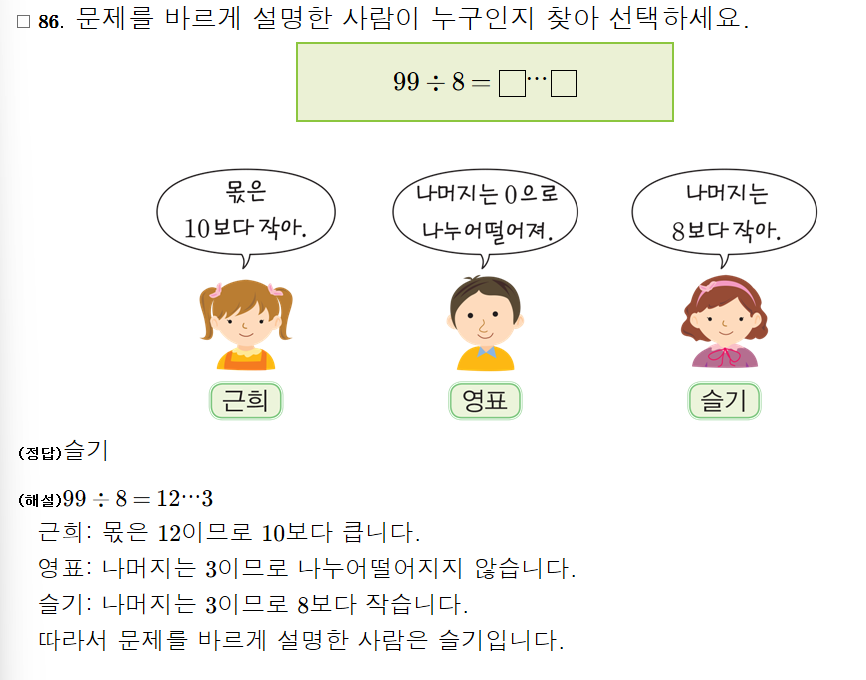 □ 86. 문제를 바르게 설명한 사람이 누구인지 찾아 선택하세요.
99 ÷ 8 = □⋯□
몫은
10보다 작아.
나머지는 0으로
나누어떨어져.
나머지는
8보다 작아.
근희
영표
슬기
(정답)슬기
(해설)99 ÷ 8 = 12⋯3
근희: 몫은 12이므로 10보다 큽니다.
영표: 나머지는 3이므로 나누어떨어지지 않습니다.
슬기: 나머지는 3이므로 8보다 작습니다.
따라서 문제를 바르게 설명한 사람은 슬기입니다.